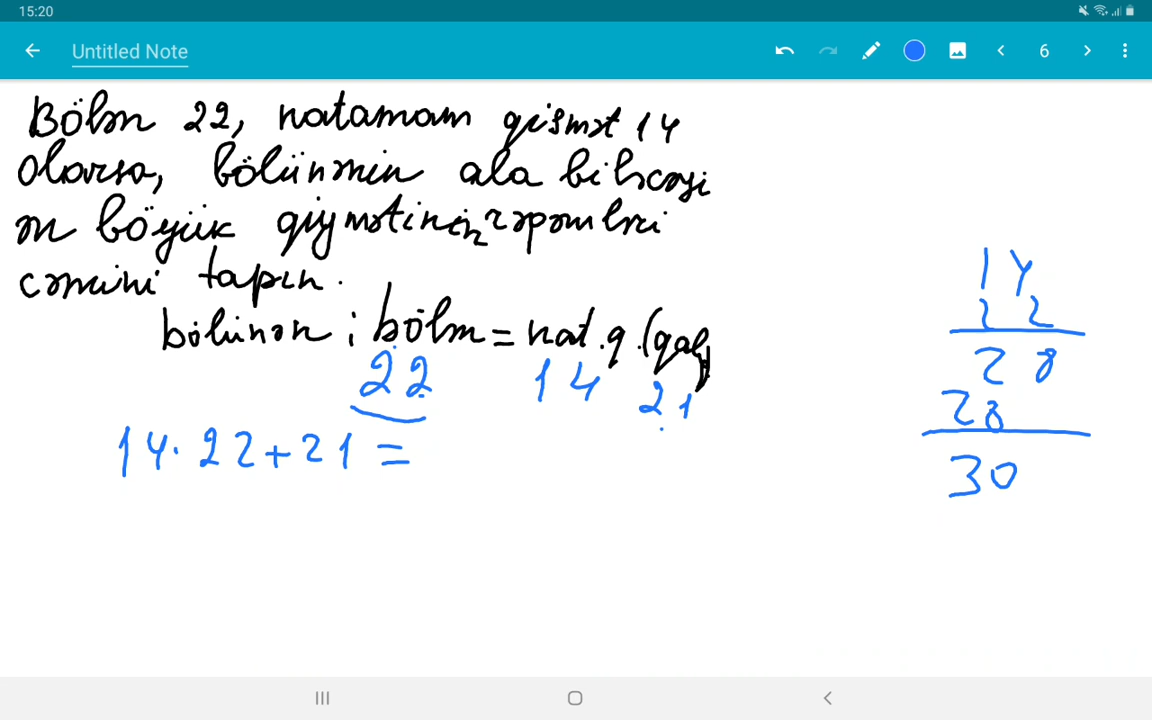 15:20
Untitled Note
6
Bölən 22, natamam qismət 14
olarsa, bölünənin ala biləcəyi
ən böyük qiymətinin rəqəmləri
cəmini tapın.
bölünən : bölən = nat.q.(qalıq)
22 14 21
14·22+21=
14
22
28
28
30